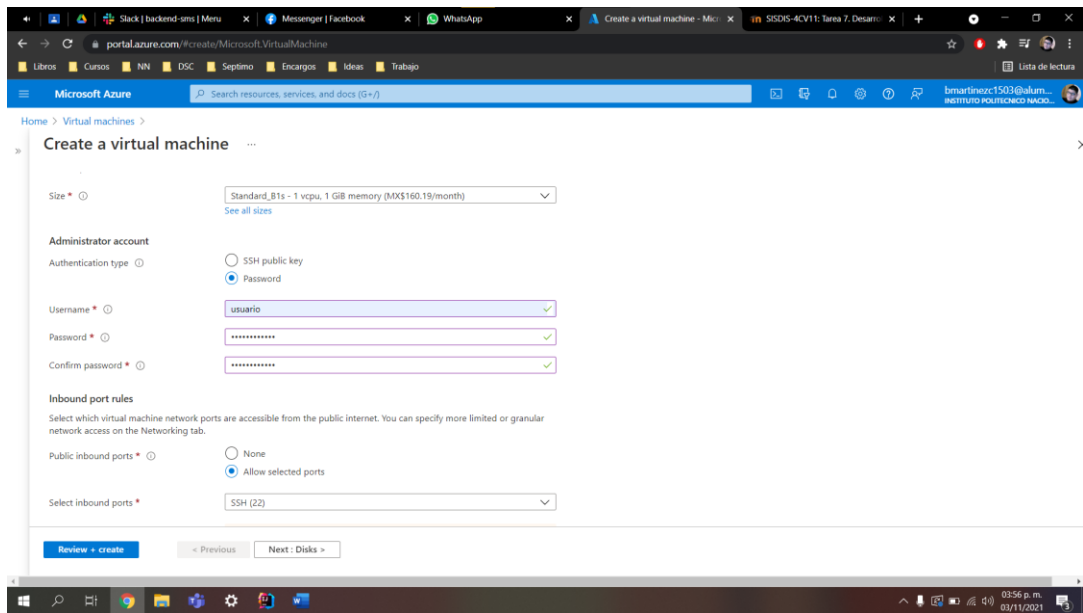 Slack | backend-sms | Meru
Messenger | Facebook
WhatsApp
Create a virtual machine - Micr
SISDIS-4CV11: Tarea 7. Desarro
portal.azure.com/#create/Microsoft.VirtualMachine
Libros
Cursos
NN
DSC
Septimo
Encargos
Ideas
Trabajo
Lista de lectura
Microsoft Azure
Search resources, services, and docs (G+/)
bmartinezc1503@alum...
INSTITUTO POLITECNICO NACIO...
Home > Virtual machines >
Create a virtual machine ...
Size *
Standard_B1s - 1 vcpu, 1 GiB memory (MX$160.19/month)
See all sizes
Administrator account
Authentication type
SSH public key
Password
Username *
usuario
Password *
••••••••••••
Confirm password *
••••••••••••
Inbound port rules
Select which virtual machine network ports are accessible from the public internet. You can specify more limited or granular
network access on the Networking tab.
Public inbound ports *
None
Allow selected ports
Select inbound ports *
SSH (22)
Review + create
< Previous
Next : Disks >
03:56 p. m.
03/11/2021